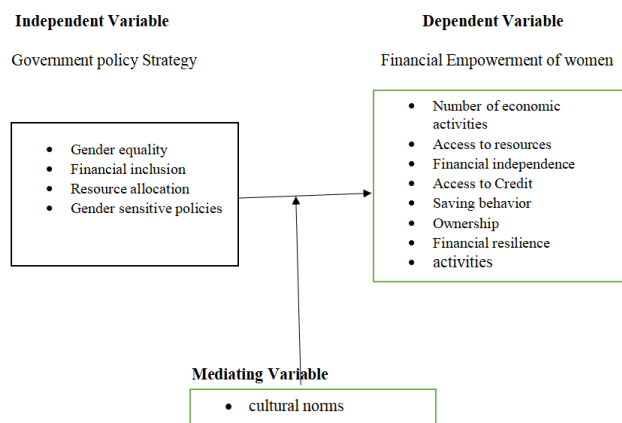 Independent Variable
Government policy Strategy
• Gender equality
• Financial inclusion
• Resource allocation
• Gender sensitive policies
Dependent Variable
Financial Empowerment of women
• Number of economic
activities
• Access to resources
• Financial independence
• Access to Credit
• Saving behavior
• Ownership
• Financial resilience
• activities
Mediating Variable
• cultural norms